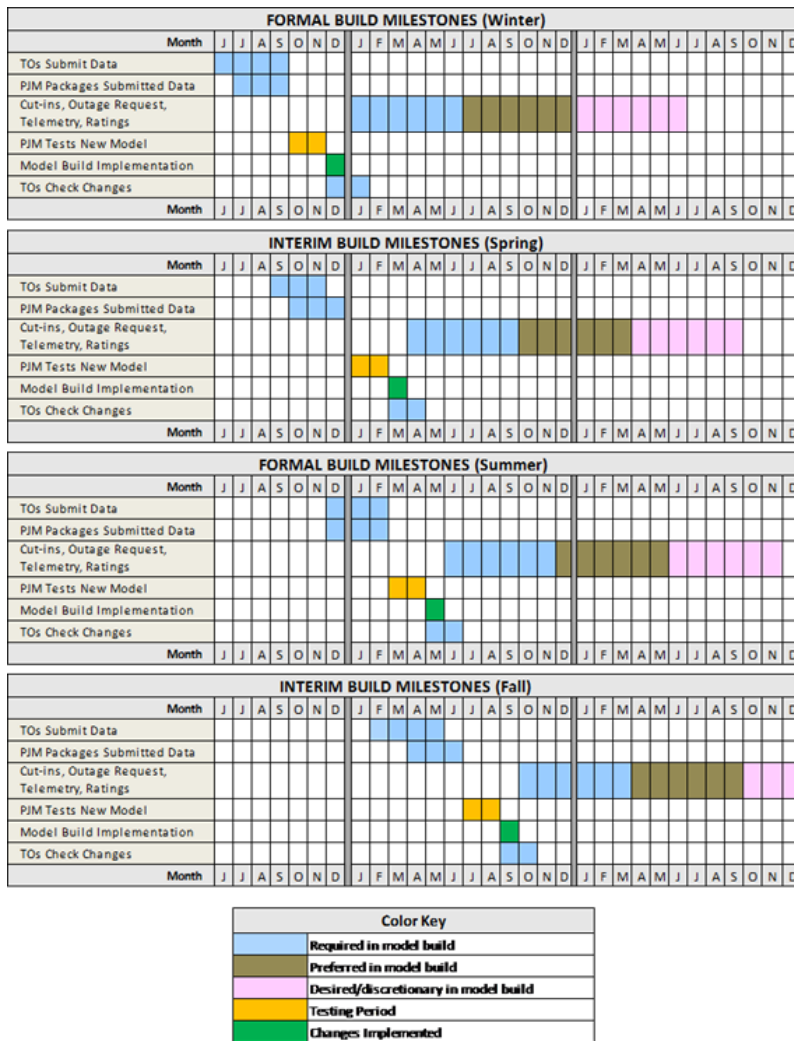 FORMAL BUILD MILESTONES (Winter)
Month J J A S O N D J F M A M J J A S O N D J F M A M J J A S O N D
TOs Submit Data
PJM Packages Submitted Data
Cut-ins, Outage Request,
Telemetry, Ratings
PJM Tests New Model
Model Build Implementation
TOs Check Changes
Month J J A S O N D J F M A M J J A S O N D J F M A M J J A S O N D
INTERIM BUILD MILESTONES (Spring)
Month J J A S O N D J F M A M J J A S O N D J F M A M J J A S O N D
TOs Submit Data
PJM Packages Submitted Data
Cut-ins, Outage Request,
Telemetry, Ratings
PJM Tests New Model
Model Build Implementation
TOs Check Changes
Month J J A S O N D J F M A M J J A S O N D J F M A M J J A S O N D
FORMAL BUILD MILESTONES (Summer)
Month J J A S O N D J F M A M J J A S O N D J F M A M J J A S O N D
TOs Submit Data
PJM Packages Submitted Data
Cut-ins, Outage Request,
Telemetry, Ratings
PJM Tests New Model
Model Build Implementation
TOs Check Changes
Month J J A S O N D J F M A M J J A S O N D J F M A M J J A S O N D
INTERIM BUILD MILESTONES (Fall)
Month J J A S O N D J F M A M J J A S O N D J F M A M J J A S O N D
TOs Submit Data
PJM Packages Submitted Data
Cut-ins, Outage Request,
Telemetry, Ratings
PJM Tests New Model
Model Build Implementation
TOs Check Changes
Month J J A S O N D J F M A M J J A S O N D J F M A M J J A S O N D
Color Key
Required in model build
Preferred in model build
Desired/discretionary in model build
Testing Period
Changes Implemented